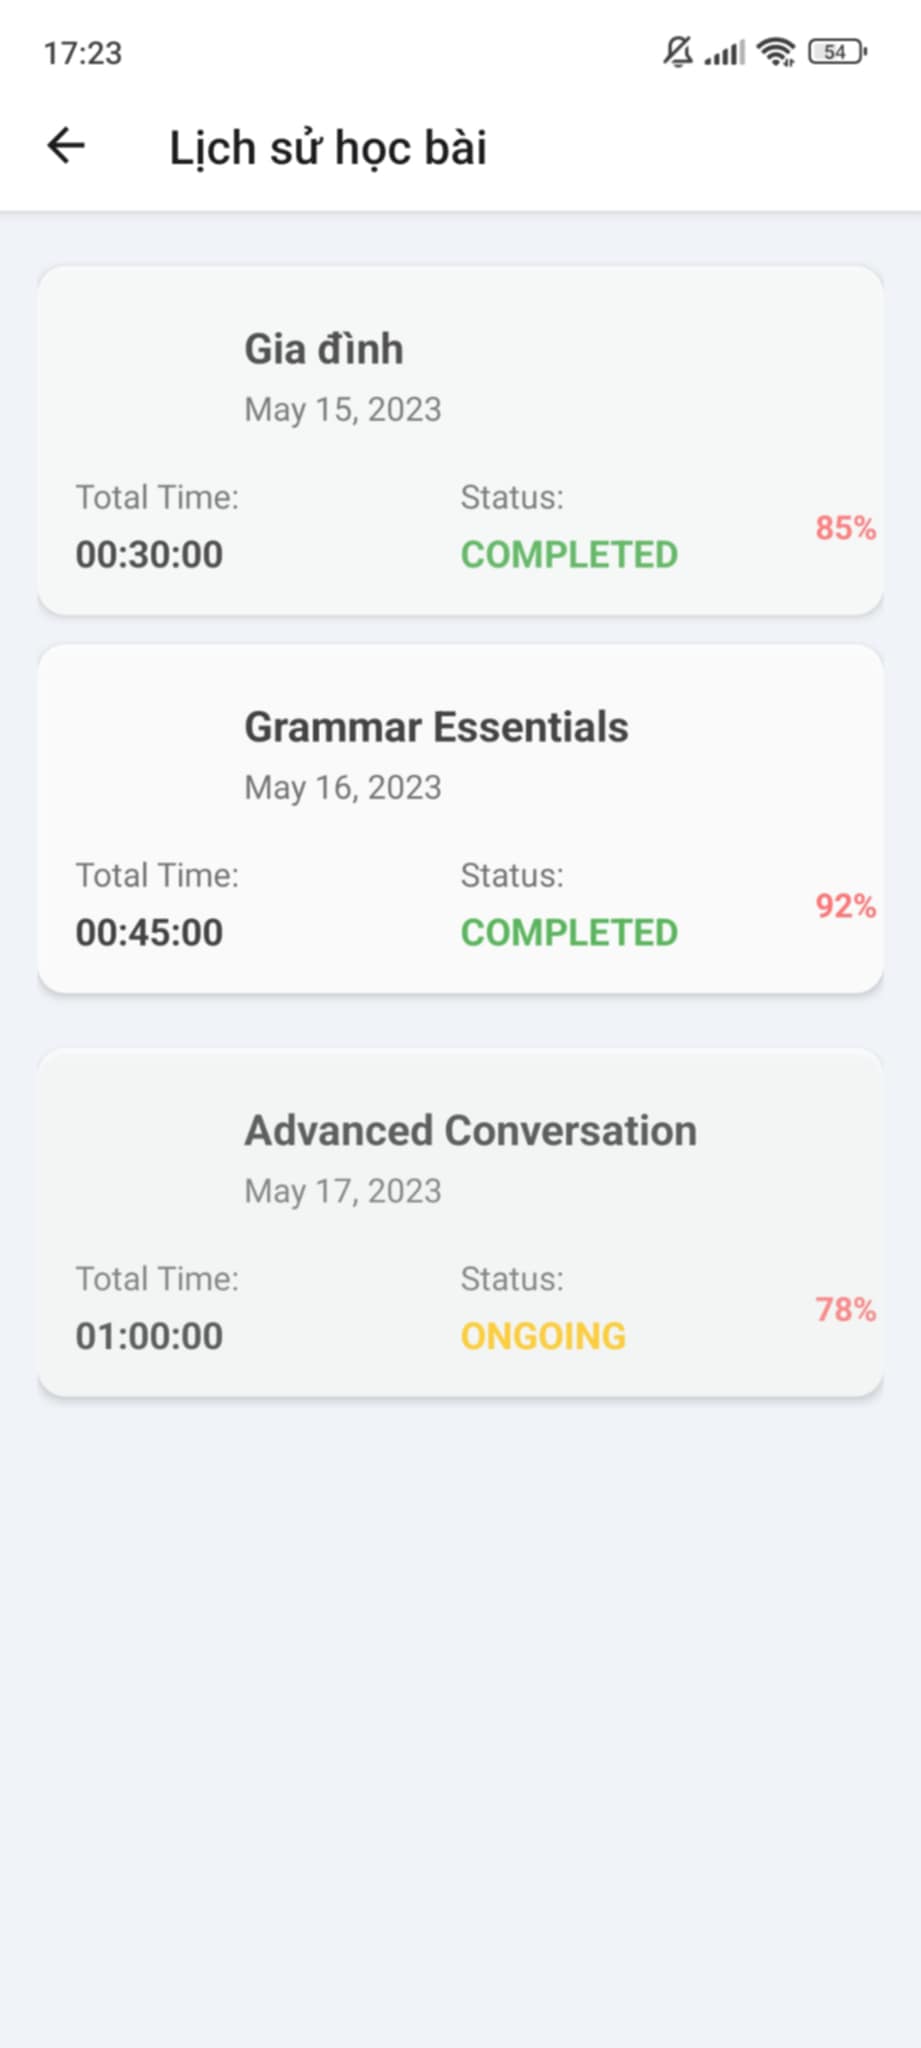 17:23
54
Lịch sử học bài
Gia đình
May 15, 2023
Total Time:
Status:
85%
00:30:00
COMPLETED
Grammar Essentials
May 16, 2023
Total Time:
Status:
92%
00:45:00
COMPLETED
Advanced Conversation
May 17, 2023
Total Time:
Status:
78%
01:00:00
ONGOING